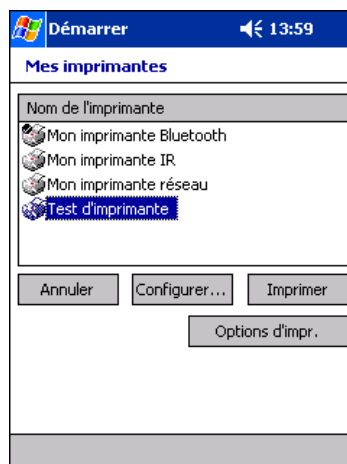 Démarrer 13:59
Mes imprimantes
Nom de l'imprimante
Mon imprimante Bluetooth
Mon imprimante IR
Mon imprimante réseau
Test d'imprimante
Annuler Configurer... Imprimer
Options d'impr.